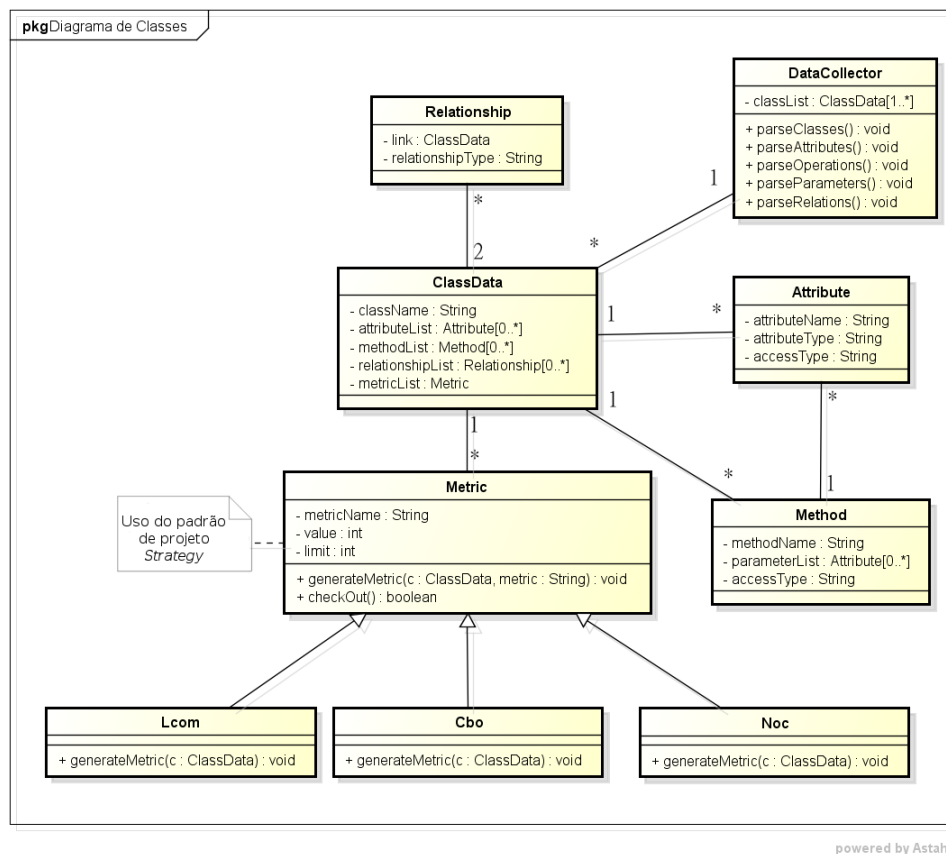 pkg Diagrama de Classes
DataCollector
- classList : ClassData[1..*]
+ parseClasses() : void
+ parseAttributes() : void
+ parseOperations() : void
+ parseParameters() : void
+ parseRelations() : void
Relationship
- link : ClassData
- relationshipType : String
*
2
1
*
ClassData
- className : String
- attributeList : Attribute[0..*]
- methodList : Method[0..*]
- relationshipList : Relationship[0..*]
- metricList : Metric
1
*
Attribute
- attributeName : String
- attributeType : String
- accessType : String
1
*
*
1
1
*
Metric
- metricName : String
- value : int
- limit : int
+ generateMetric(c : ClassData, metric : String) : void
+ checkOut() : boolean
Uso do padrão
de projeto
Strategy
Method
- methodName : String
- parameterList : Attribute[0..*]
- accessType : String
Lcom
+ generateMetric(c : ClassData) : void
Cbo
+ generateMetric(c : ClassData) : void
Noc
+ generateMetric(c : ClassData) : void
powered by Astah